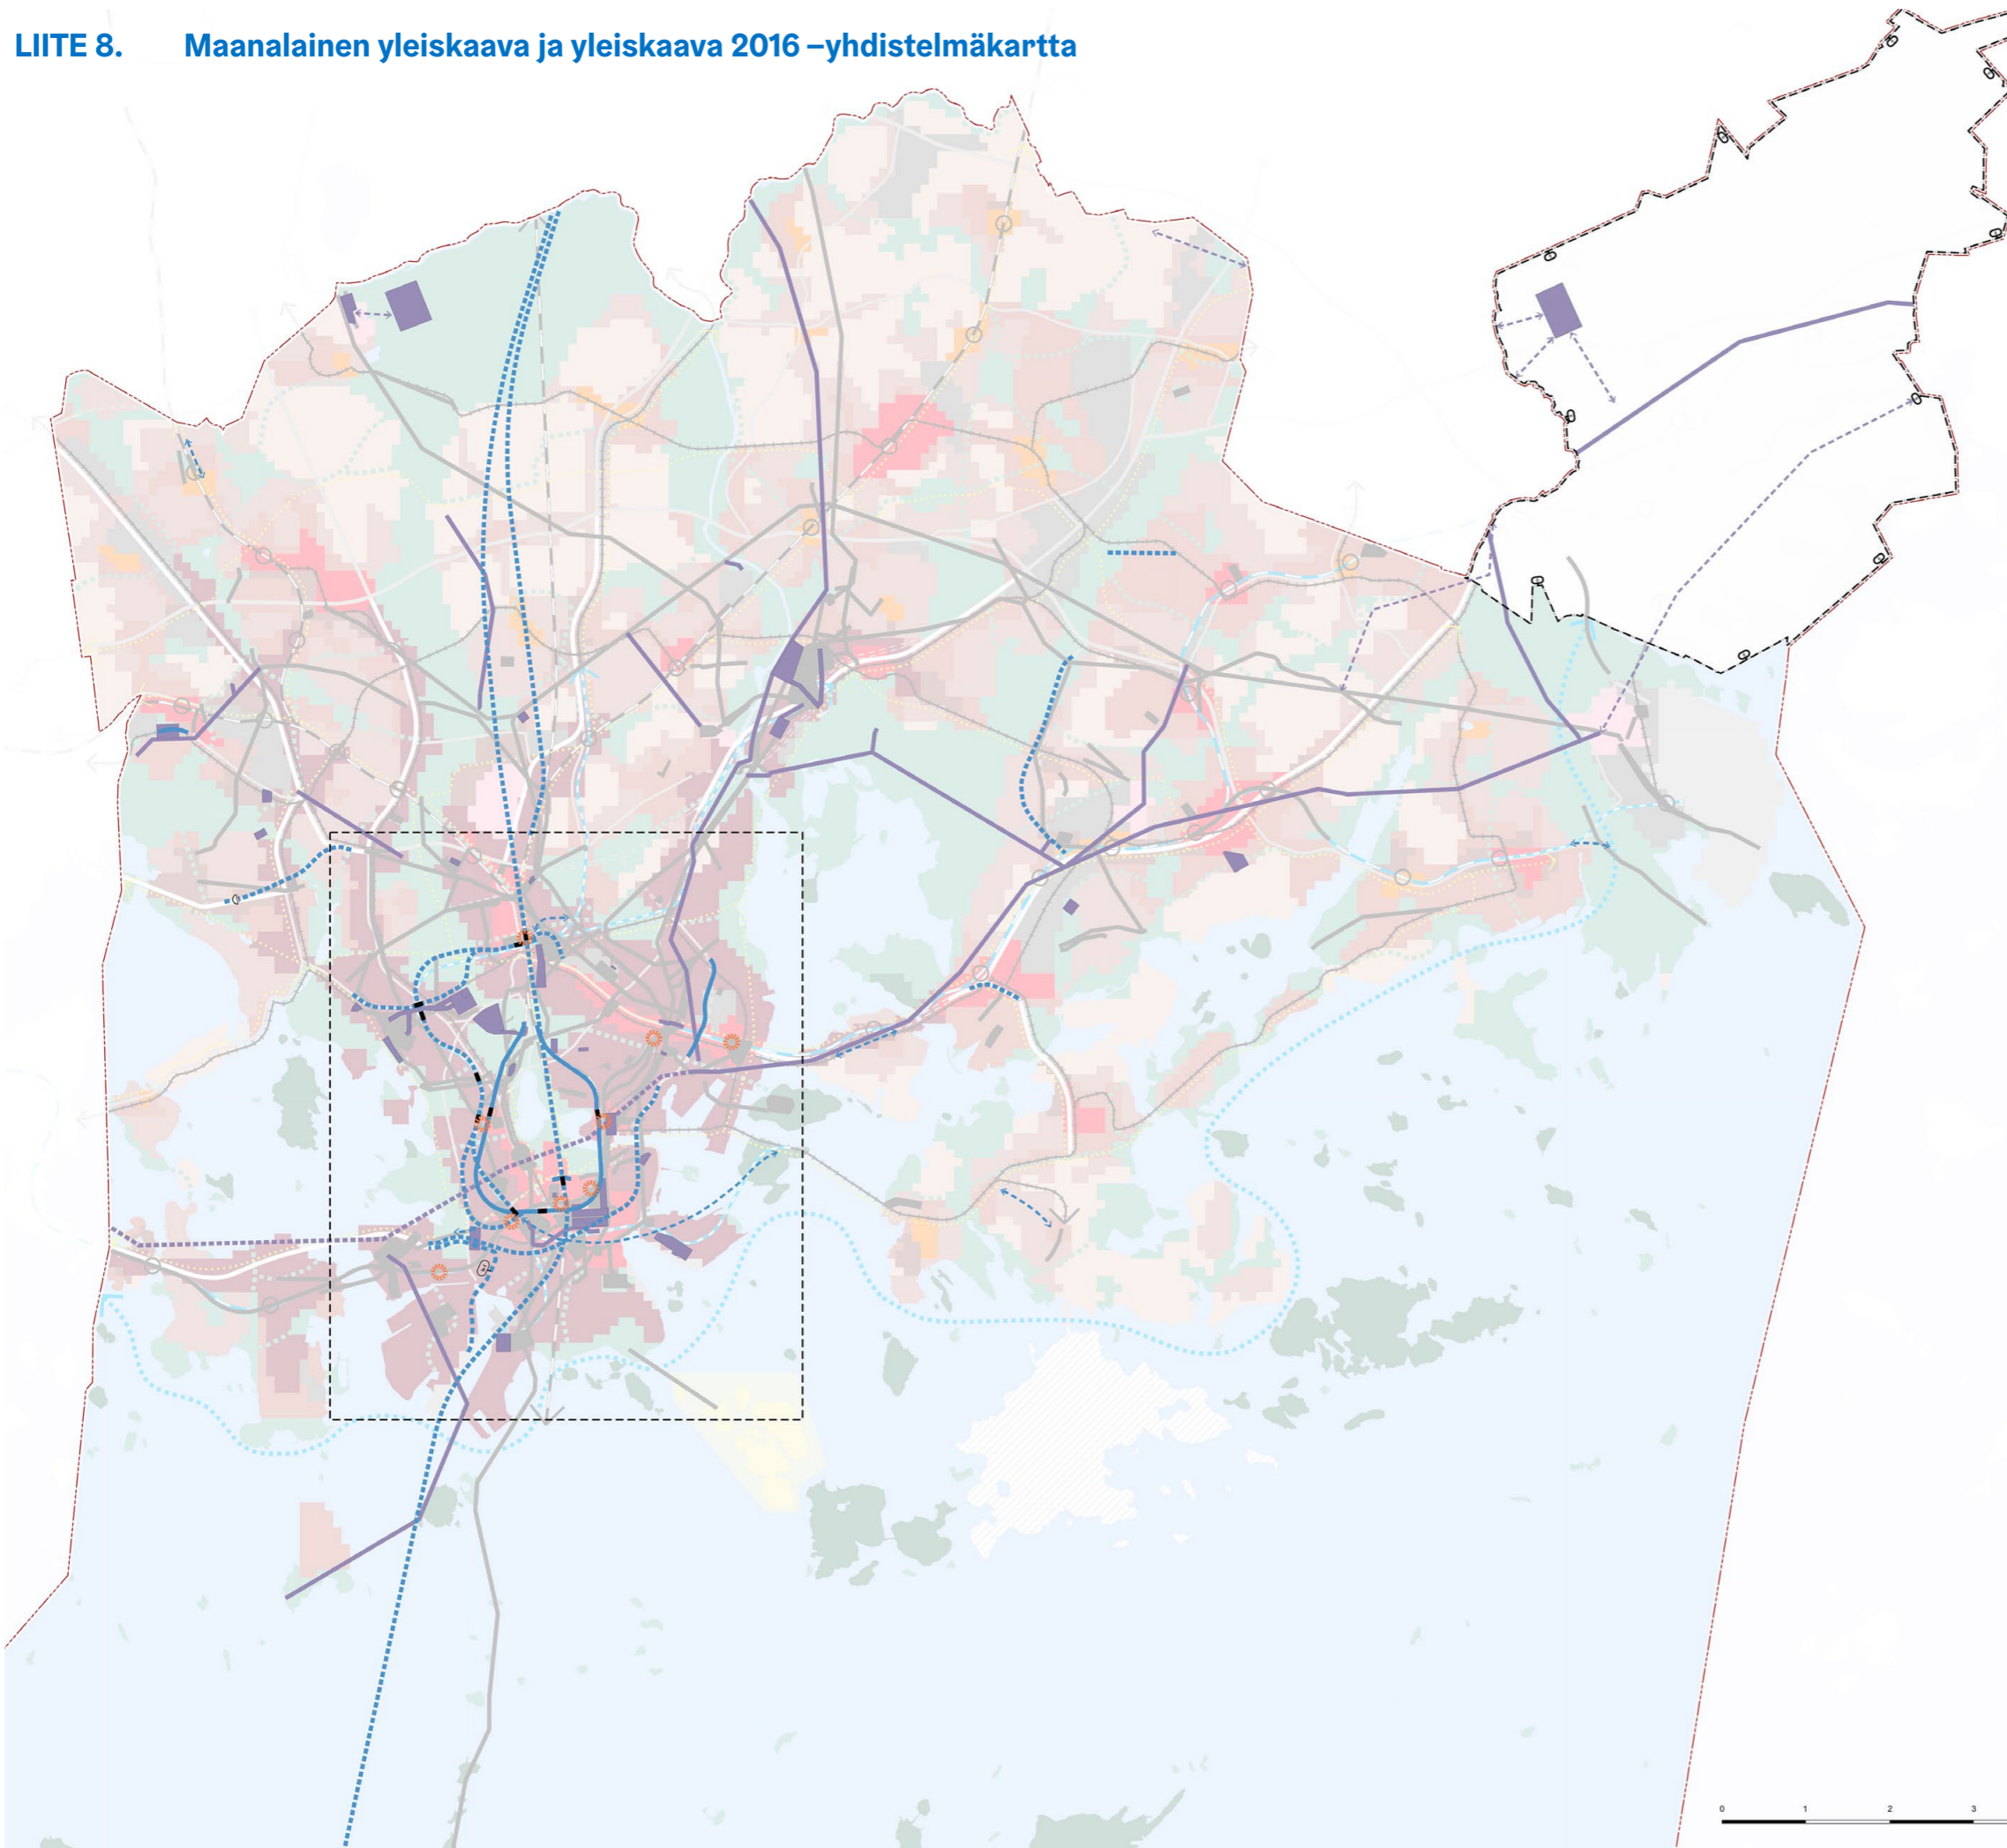 LIITE 8. Maanalainen yleiskaava ja yleiskaava 2016 –yhdistelmäkartta
0 1 2 3